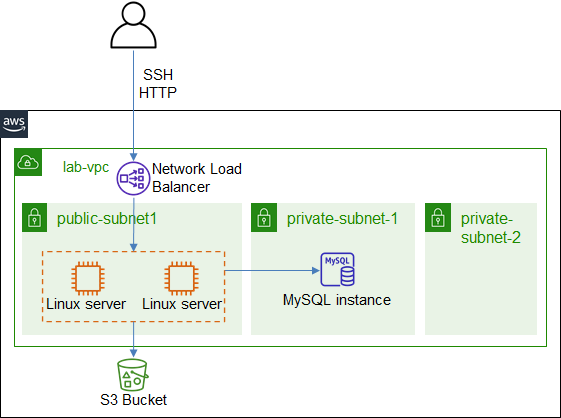 SSH
HTTP
aws
lab-vpc
Network Load
Balancer
public-subnet1
private-subnet-1
private-
subnet-2
MySQL
Linux server
Linux server
MySQL instance
S3 Bucket